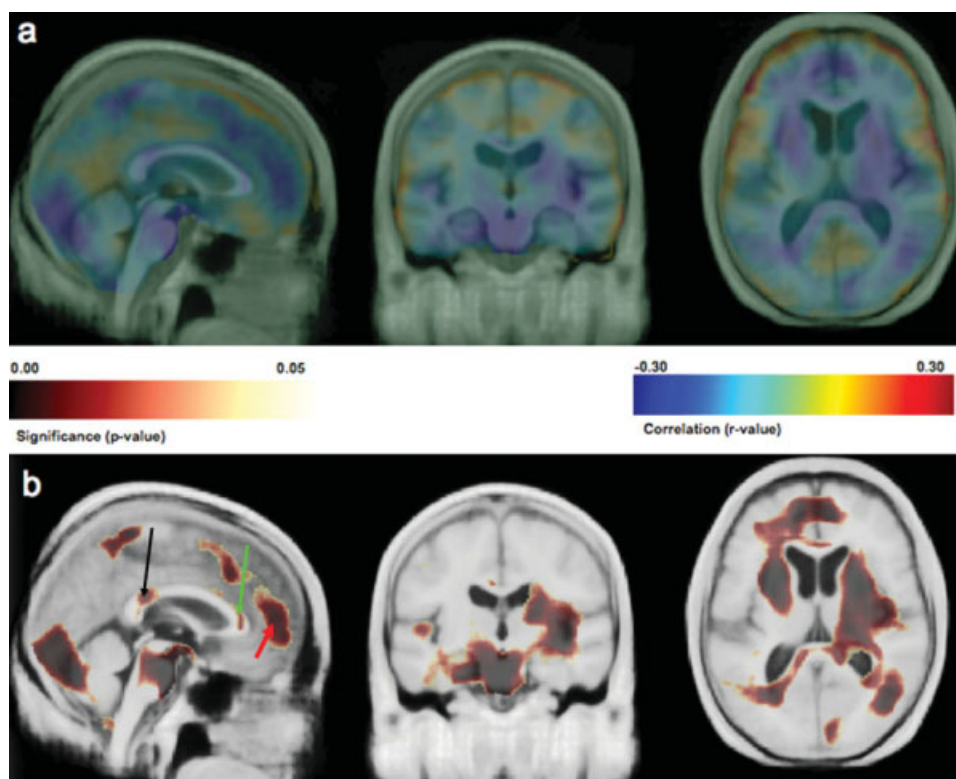 a
0.00 0.05
Significance (p-value)
-0.30 0.30
Correlation (r-value)
b